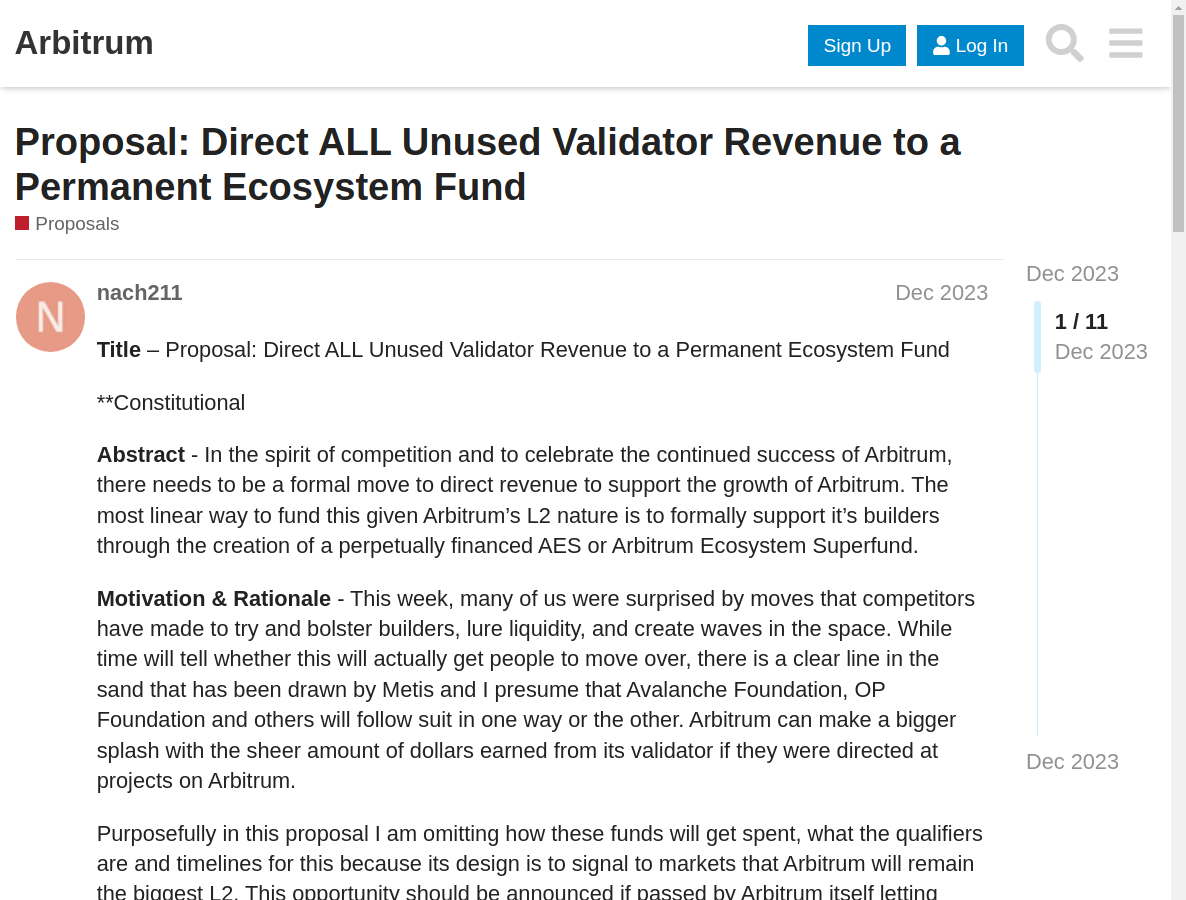 Arbitrum
Sign Up
Log In
Proposal: Direct ALL Unused Validator Revenue to a
Permanent Ecosystem Fund
Proposals
N
nach211
Dec 2023
Title – Proposal: Direct ALL Unused Validator Revenue to a Permanent Ecosystem Fund
**Constitutional
Abstract - In the spirit of competition and to celebrate the continued success of Arbitrum,
there needs to be a formal move to direct revenue to support the growth of Arbitrum. The
most linear way to fund this given Arbitrum’s L2 nature is to formally support it’s builders
through the creation of a perpetually financed AES or Arbitrum Ecosystem Superfund.
Motivation & Rationale - This week, many of us were surprised by moves that competitors
have made to try and bolster builders, lure liquidity, and create waves in the space. While
time will tell whether this will actually get people to move over, there is a clear line in the
sand that has been drawn by Metis and I presume that Avalanche Foundation, OP
Foundation and others will follow suit in one way or the other. Arbitrum can make a bigger
splash with the sheer amount of dollars earned from its validator if they were directed at
projects on Arbitrum.
Purposefully in this proposal I am omitting how these funds will get spent, what the qualifiers
are and timelines for this because its design is to signal to markets that Arbitrum will remain
the biggest L2. This opportunity should be announced if passed by Arbitrum itself letting
Dec 2023
1 / 11
Dec 2023
Dec 2023